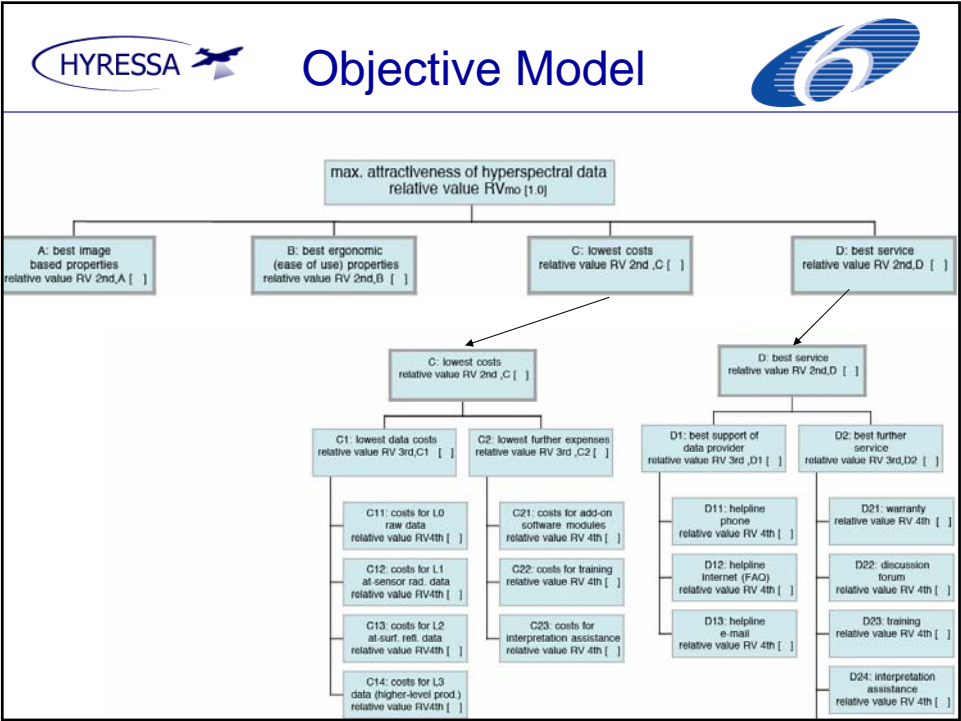 HYRESSA
Objective Model
6
max. attractiveness of hyperspectral data
relative value RVmo [1.0]
A: best image
based properties
relative value RV 2nd,A [ ]
B: best ergonomic
(ease of use) properties
relative value RV 2nd,B [ ]
C: lowest costs
relative value RV 2nd ,C [ ]
D: best service
relative value RV 2nd,D [ ]
C: lowest costs
relative value RV 2nd ,C [ ]
D: best service
relative value RV 2nd,D [ ]
C1: lowest data costs
relative value RV 3rd,C1 [ ]
C2: lowest further expenses
relative value RV 3rd ,C2 [ ]
D1: best support of
data provider
relative value RV 3rd ,D1 [ ]
D2: best further
service
relative value RV 3rd,D2 [ ]
C11: costs for L0
raw data
relative value RV4th [ ]
C12: costs for L1
at-sensor rad. data
relative value RV4th [ ]
C13: costs for L2
at-surf. refl. data
relative value RV4th [ ]
C14: costs for L3
data (higher-level prod.)
relative value RV4th [ ]
C21: costs for add-on
software modules
relative value RV 4th [ ]
C22: costs for training
relative value RV 4th [ ]
C23: costs for
interpretation assistance
relative value RV 4th [ ]
D11: helpline
phone
relative value RV 4th [ ]
D12: helpline
Internet (FAQ)
relative value RV 4th [ ]
D13: helpline
e-mail
relative value RV 4th [ ]
D21: warranty
relative value RV 4th [ ]
D22: discussion
forum
relative value RV 4th [ ]
D23: training
relative value RV 4th [ ]
D24: interpretation
assistance
relative value RV 4th [ ]